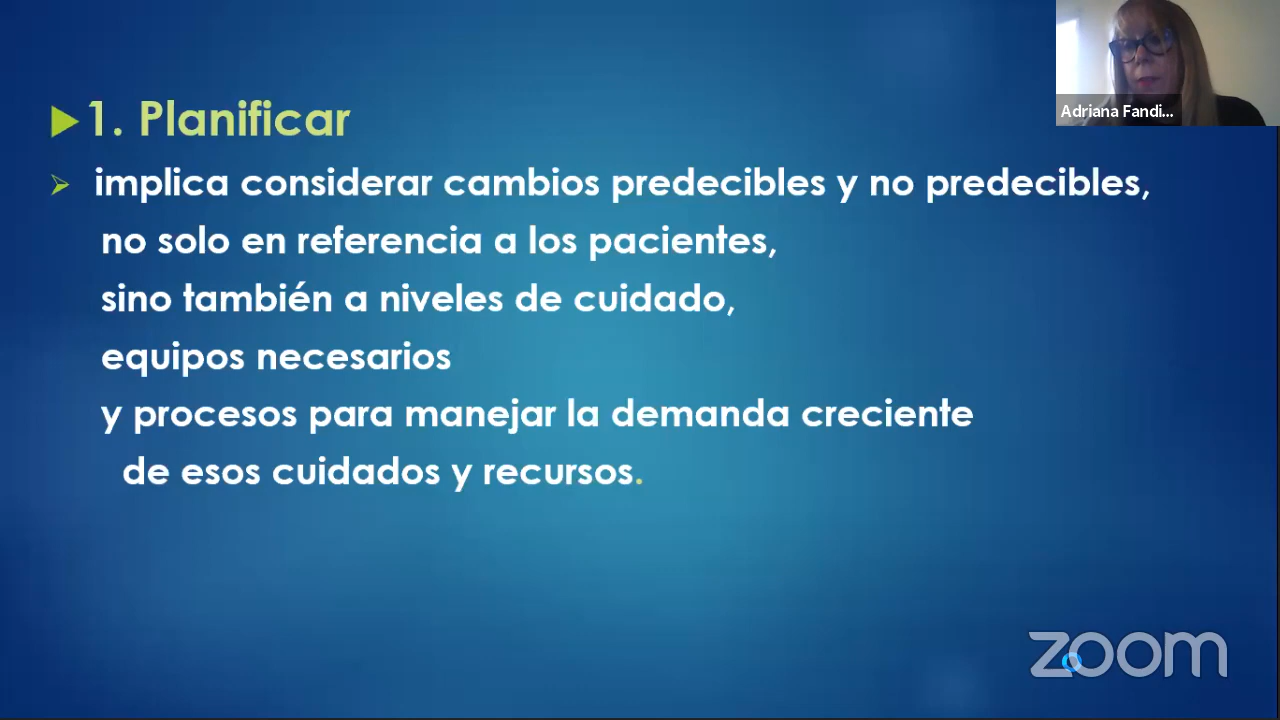 Adriana Fandi...
1. Planificar
implica considerar cambios predecibles y no predecibles,
no solo en referencia a los pacientes,
sino también a niveles de cuidado,
equipos necesarios
y procesos para manejar la demanda creciente
de esos cuidados y recursos.
zoom